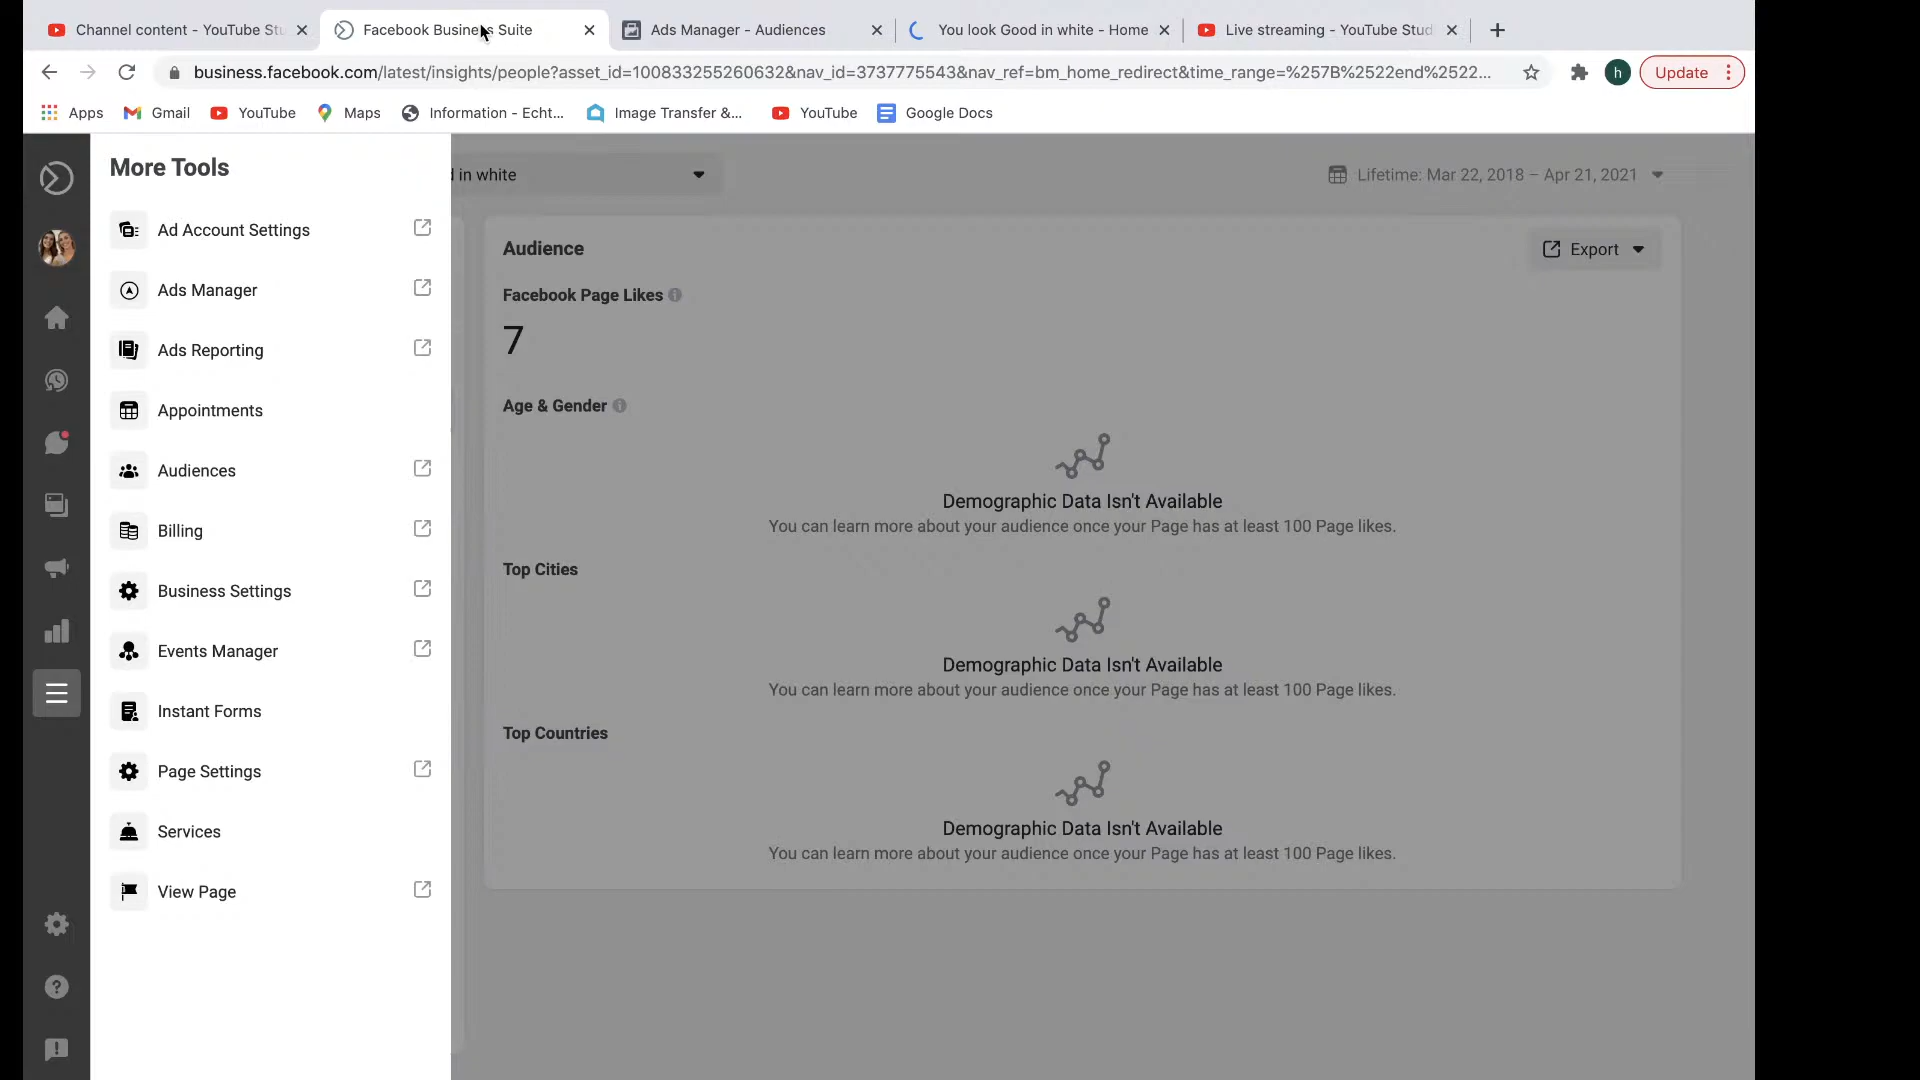 Channel content - YouTube Stu
Facebook Business Suite
Ads Manager - Audiences
You look Good in white - Home
Live streaming - YouTube Stud
business.facebook.com/latest/insights/people?asset_id=100833255260632&nav_id=3737775543&nav_ref=bm_home_redirect&time_range=%257B%2522end%2522...
h
Update
Apps
Gmail
YouTube
Maps
Information - Echt...
Image Transfer &...
YouTube
Google Docs
More Tools
Ad Account Settings
Ads Manager
Ads Reporting
Appointments
Audiences
Billing
Business Settings
Events Manager
Instant Forms
Page Settings
Services
View Page
d in white
Lifetime: Mar 22, 2018 – Apr 21, 2021
Audience
Export
Facebook Page Likes
7
Age & Gender
Demographic Data Isn't Available
You can learn more about your audience once your Page has at least 100 Page likes.
Top Cities
Demographic Data Isn't Available
You can learn more about your audience once your Page has at least 100 Page likes.
Top Countries
Demographic Data Isn't Available
You can learn more about your audience once your Page has at least 100 Page likes.